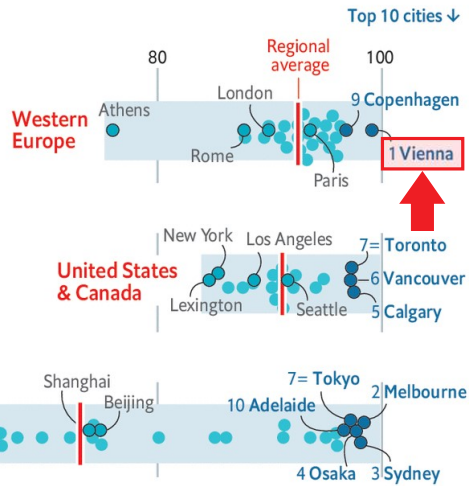 Top 10 cities ↓
Regional
average
80
100
Western
Europe
Athens
London
9 Copenhagen
Rome
Paris
1 Vienna
United States
& Canada
New York
Los Angeles
7= Toronto
6 Vancouver
Lexington
Seattle
5 Calgary
Shanghai
Beijing
7= Tokyo
2 Melbourne
10 Adelaide
4 Osaka
3 Sydney